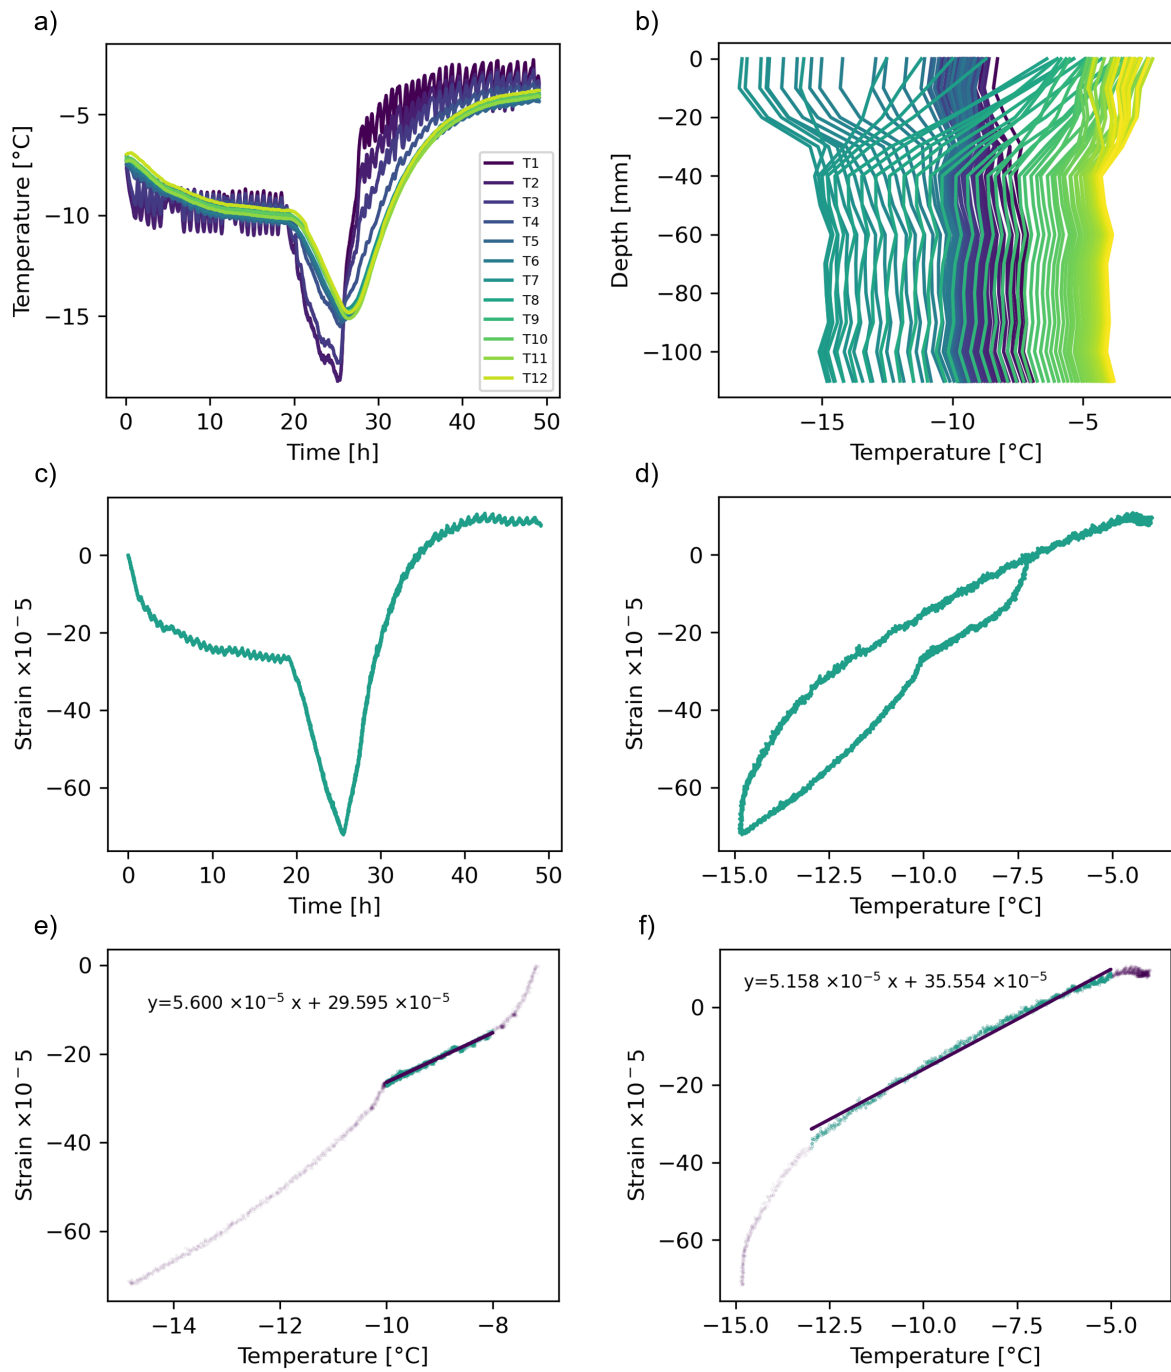 a)
−5
−10
−15
Temperature [°C]
0
10
20
30
40
50
Time [h]
T1
T2
T3
T4
T5
T6
T7
T8
T9
T10
T11
T12
b)
0
−20
−40
−60
−80
−100
Depth [mm]
−15
−10
−5
Temperature [°C]
c)
0
−20
−40
−60
Strain ×10⁻5
0
10
20
30
40
50
Time [h]
d)
0
−20
−40
−60
Strain ×10⁻5
−15.0
−12.5
−10.0
−7.5
−5.0
Temperature [°C]
e)
y=5.600 ×10⁻⁵ x + 29.595 ×10⁻⁵
0
−20
−40
−60
Strain ×10⁻5
−14
−12
−10
−8
Temperature [°C]
f)
y=5.158 ×10⁻⁵ x + 35.554 ×10⁻⁵
0
−20
−40
−60
Strain ×10⁻5
−15.0
−12.5
−10.0
−7.5
−5.0
Temperature [°C]